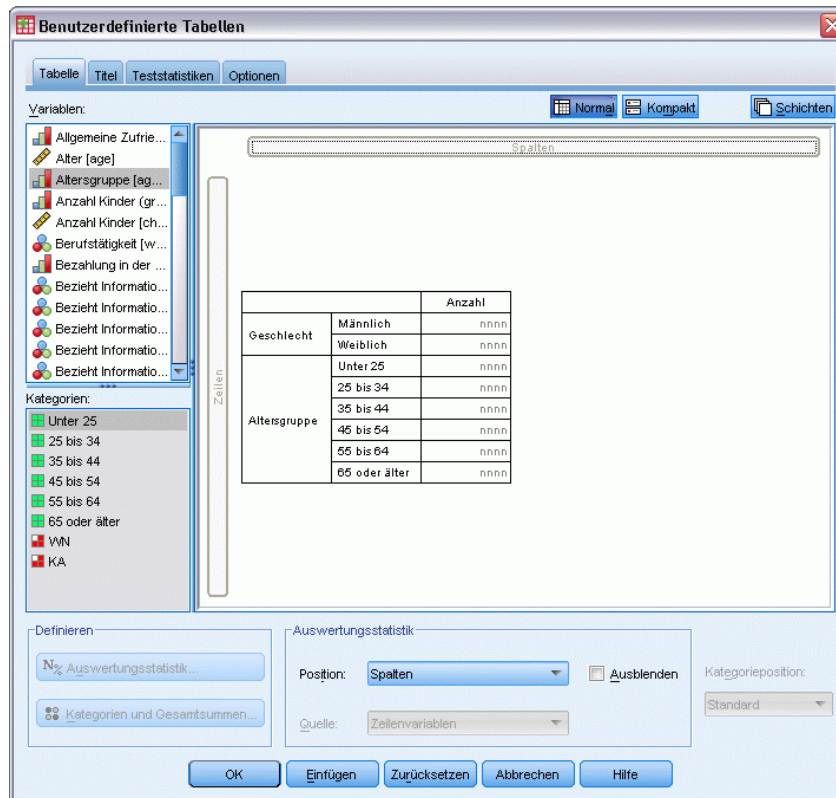 Benutzerdefinierte Tabellen
Tabelle Titel Teststatistiken Optionen
Variablen:
Normal Kompakt Schichten
Allgemeine Zufrie...
Alter [age]
Altersgruppe [ag...
Anzahl Kinder (gr...
Anzahl Kinder [ch...
Berufstätigkeit [w...
Bezahlung in der ...
Bezieht Informatio...
Bezieht Informatio...
Bezieht Informatio...
Bezieht Informatio...
Bezieht Informatio...
Kategorien:
Unter 25
25 bis 34
35 bis 44
45 bis 54
55 bis 64
65 oder älter
WN
KA
Spalten
Zeilen
Anzahl
Geschlecht Männlich nnnn
Weiblich nnnn
Altersgruppe Unter 25 nnnn
25 bis 34 nnnn
35 bis 44 nnnn
45 bis 54 nnnn
55 bis 64 nnnn
65 oder älter nnnn
Definieren
N% Auswertungsstatistik...
Kategorien und Gesamtsummen...
Auswertungsstatistik
Position: Spalten Ausblenden
Quelle: Zeilenvariablen
Kategorieposition:
Standard
OK Einfügen Zurücksetzen Abbrechen Hilfe